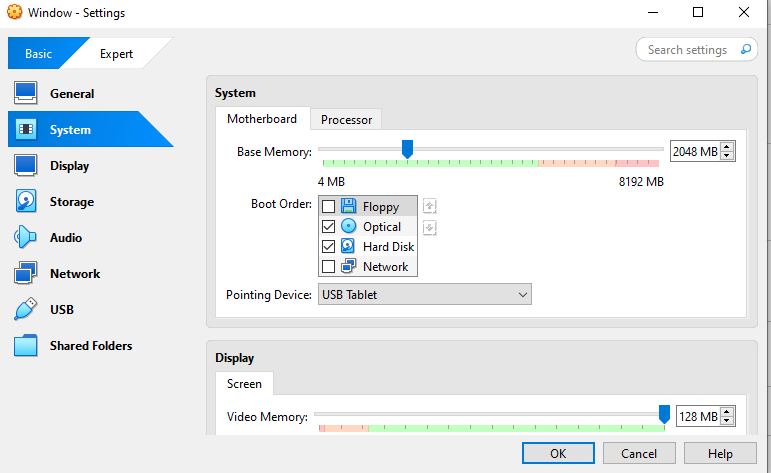 Window - Settings
Basic
Expert
Search settings
General
System
Display
Storage
Audio
Network
USB
Shared Folders
System
Motherboard
Processor
Base Memory:
2048 MB
4 MB
8192 MB
Boot Order:
Floppy
Optical
Hard Disk
Network
Pointing Device:
USB Tablet
Display
Screen
Video Memory:
128 MB
OK
Cancel
Help